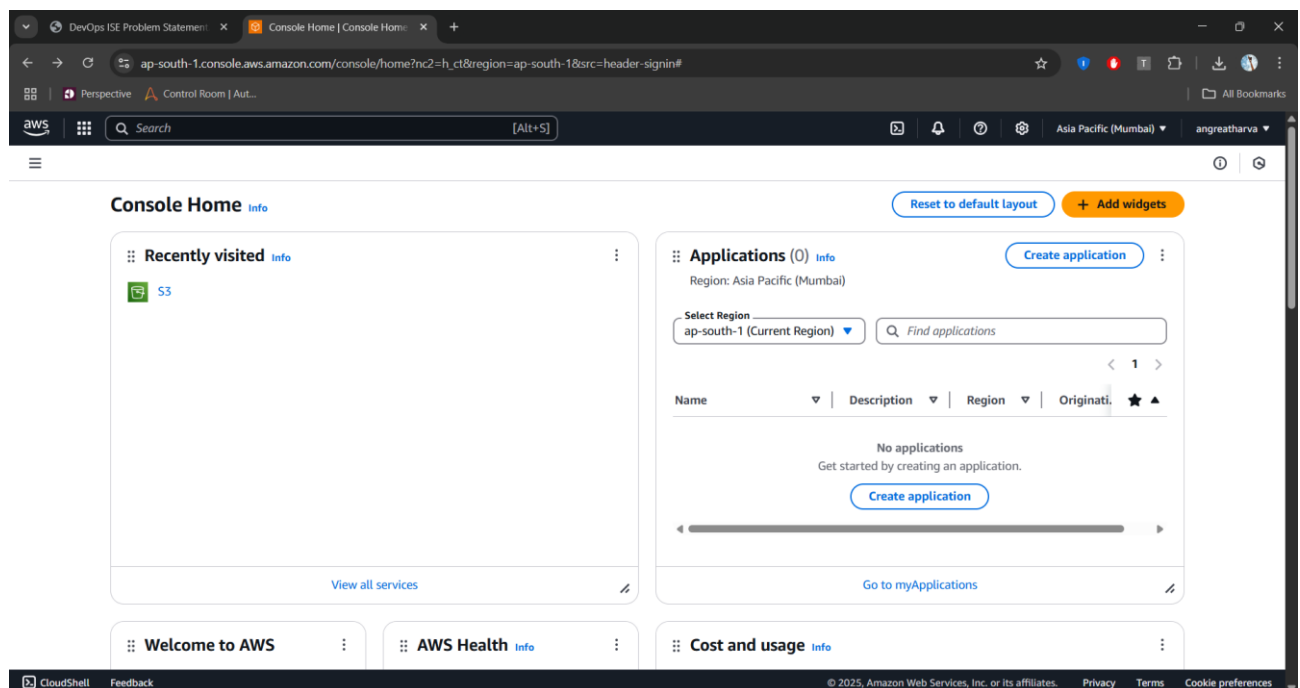 DevOps ISE Problem Statement
Console Home | Console Home
ap-south-1.console.aws.amazon.com/console/home?nc2=h_ct&region=ap-south-1&src=header-signin#
Perspective
Control Room | Aut...
All Bookmarks
aws
Search
[Alt+S]
Asia Pacific (Mumbai)
angreatharva
Console Home Info
Reset to default layout
+ Add widgets
Recently visited Info
S3
View all services
Applications (0) Info
Create application
Region: Asia Pacific (Mumbai)
Select Region
ap-south-1 (Current Region)
Find applications
1
Name
Description
Region
Originati.
No applications
Get started by creating an application.
Create application
Go to myApplications
Welcome to AWS
AWS Health Info
Cost and usage Info
CloudShell
Feedback
© 2025, Amazon Web Services, Inc. or its affiliates.
Privacy
Terms
Cookie preferences